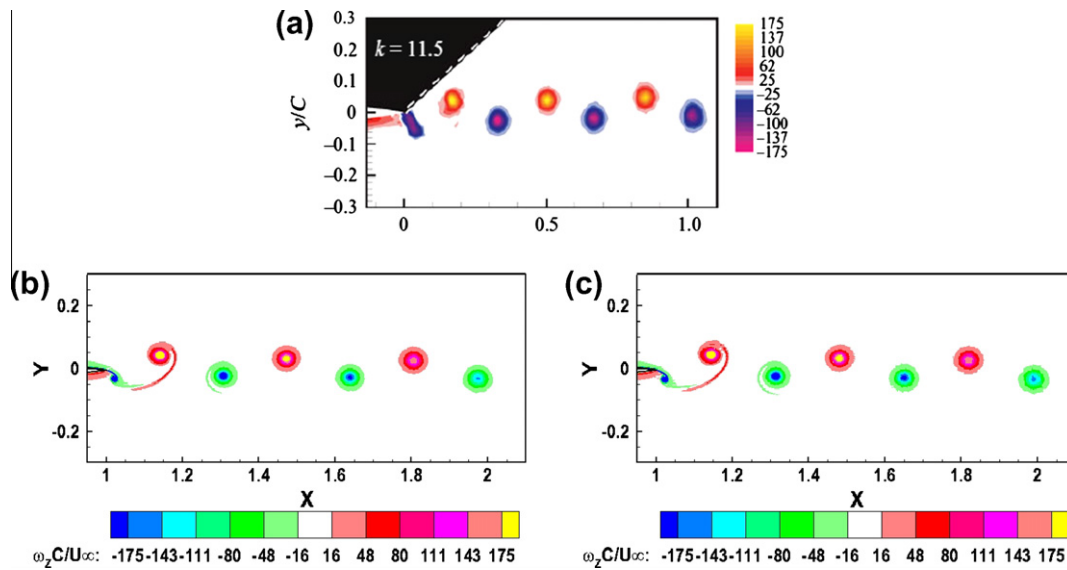 (a)
k = 11.5
0.3
0.2
0.1
0
−0.1
−0.2
−0.3
y/C
0
0.5
1.0
175
137
100
62
25
−25
−62
−100
−137
−175
(b)
0.2
0
-0.2
Y
1
1.2
1.4
1.6
1.8
2
X
-175 -143 -111 -80 -48 -16 16 48 80 111 143 175
ωzC/U∞:
(c)
0.2
0
-0.2
Y
1
1.2
1.4
1.6
1.8
2
X
-175 -143 -111 -80 -48 -16 16 48 80 111 143 175
ωzC/U∞: